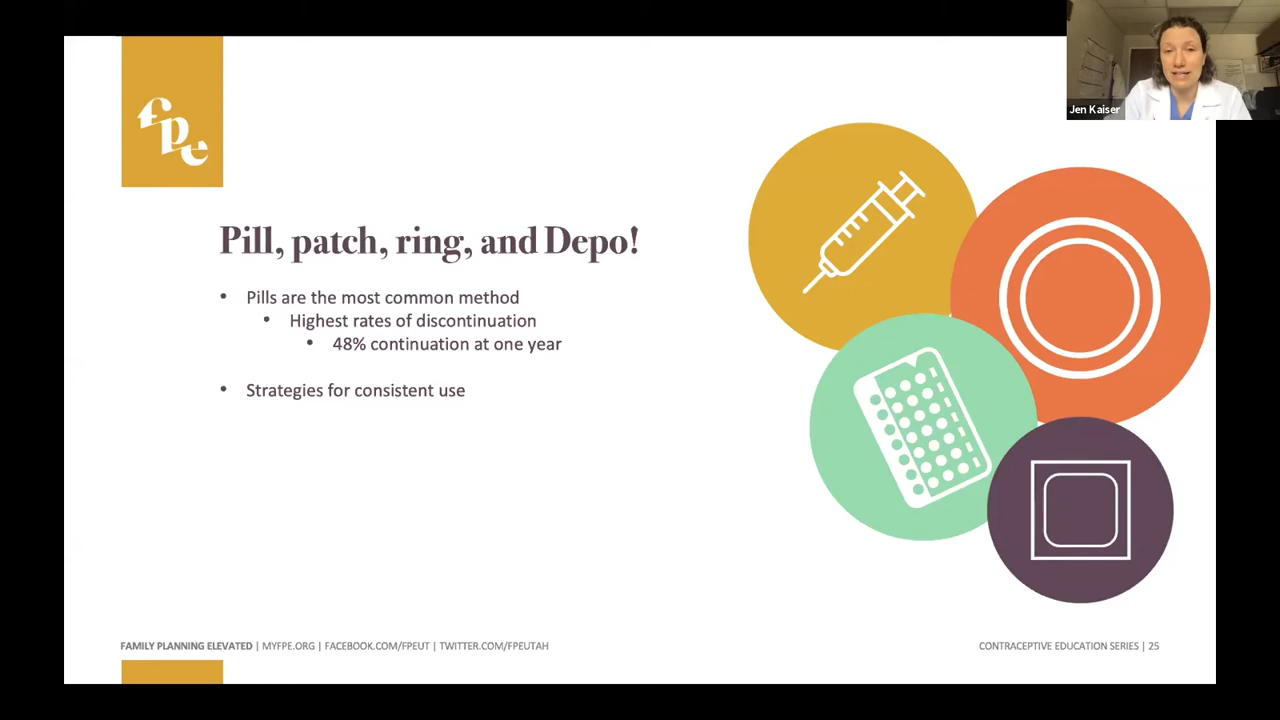 fpe
Jen Kaiser
Pill, patch, ring, and Depo!
• Pills are the most common method
• Highest rates of discontinuation
• 48% continuation at one year
• Strategies for consistent use
FAMILY PLANNING ELEVATED | MYFPE.ORG | FACEBOOK.COM/FPEUT | TWITTER.COM/FPEUTAH
CONTRACEPTIVE EDUCATION SERIES | 25